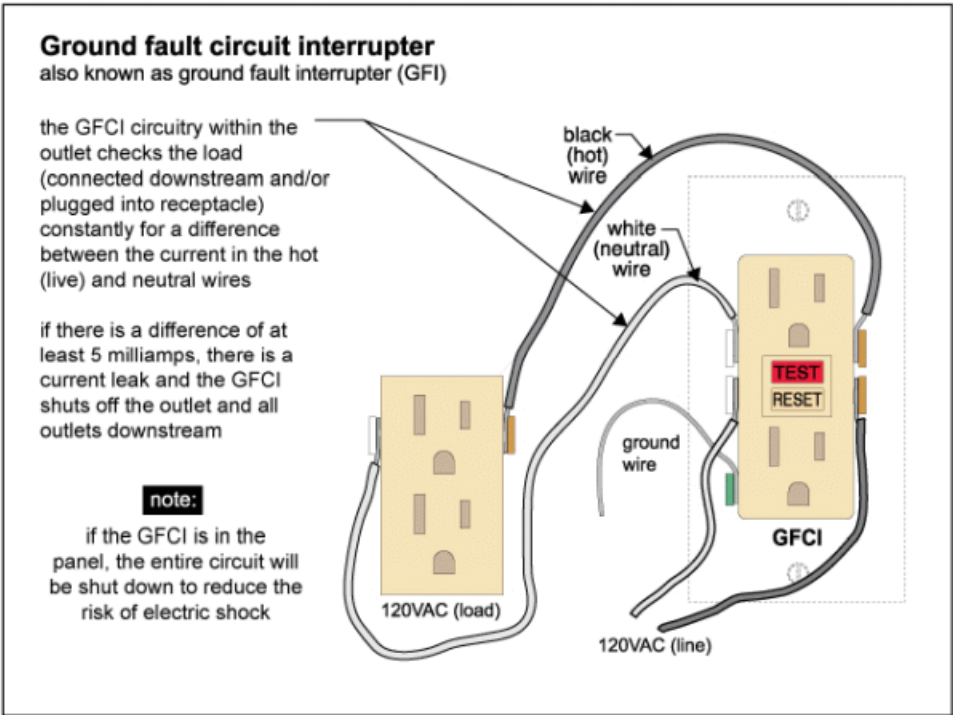 Ground fault circuit interrupter
also known as ground fault interrupter (GFI)
the GFCI circuitry within the
outlet checks the load
(connected downstream and/or
plugged into receptacle)
constantly for a difference
between the current in the hot
(live) and neutral wires
if there is a difference of at
least 5 milliamps, there is a
current leak and the GFCI
shuts off the outlet and all
outlets downstream
note:
if the GFCI is in the
panel, the entire circuit will
be shut down to reduce the
risk of electric shock
black
(hot)
wire
white
(neutral)
wire
TEST
RESET
ground
wire
GFCI
120VAC (load)
120VAC (line)